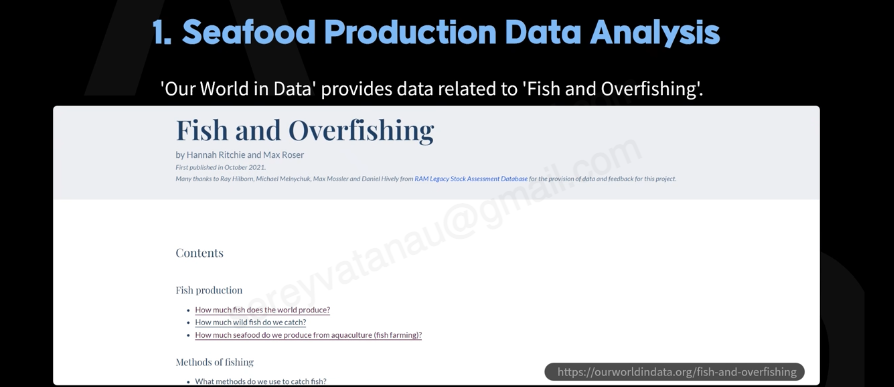 1. Seafood Production Data Analysis
'Our World in Data' provides data related to 'Fish and Overfishing'.
Fish and Overfishing
by Hannah Ritchie and Max Roser
First published in October 2021.
Many thanks to Ray Hilborn, Michael Melnychuk, Max Mossler and Daniel Hively from RAM Legacy Stock Assessment Database for the provision of data and feedback for this project.
Contents
Fish production
• How much fish does the world produce?
• How much wild fish do we catch?
• How much seafood do we produce from aquaculture (fish farming)?
Methods of fishing
• What methods do we use to catch fish?
https://ourworldindata.org/fish-and-overfishing